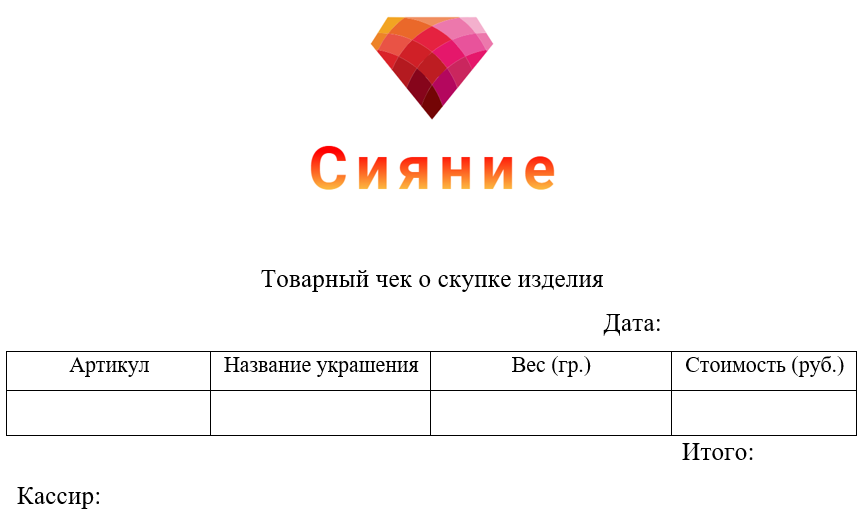 Сияние
Товарный чек о скупке изделия
Дата:
Артикул Название украшения Вес (гр.) Стоимость (руб.)
Итого:
Кассир: